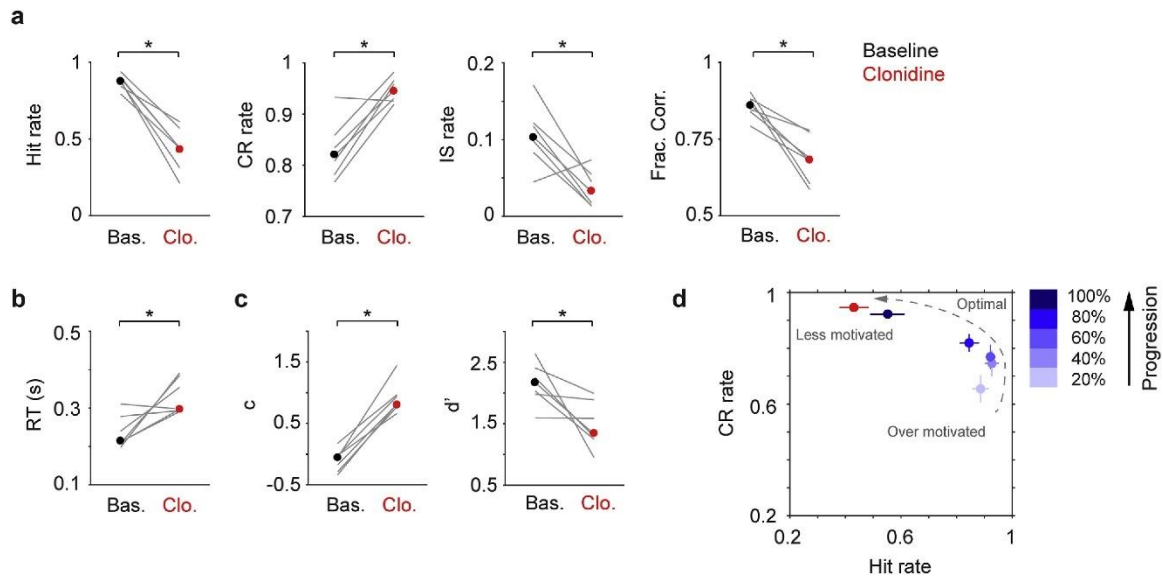 a
*
*
*
*
Baseline
Clonidine
Hit rate
1
0.5
0
Bas. Clo.
CR rate
1
0.9
0.8
0.7
Bas. Clo.
IS rate
0.2
0.1
0
Bas. Clo.
Frac. Corr.
1
0.75
0.5
Bas. Clo.
b
*
RT (s)
0.5
0.3
0.1
Bas. Clo.
c
*
c
1.5
0.5
-0.5
Bas. Clo.
*
d'
2.5
1.5
0.5
Bas. Clo.
d
CR rate
1
0.6
0.2
0.2 0.6 1
Hit rate
Optimal
Less motivated
Over motivated
100%
80%
60%
40%
20%
Progression